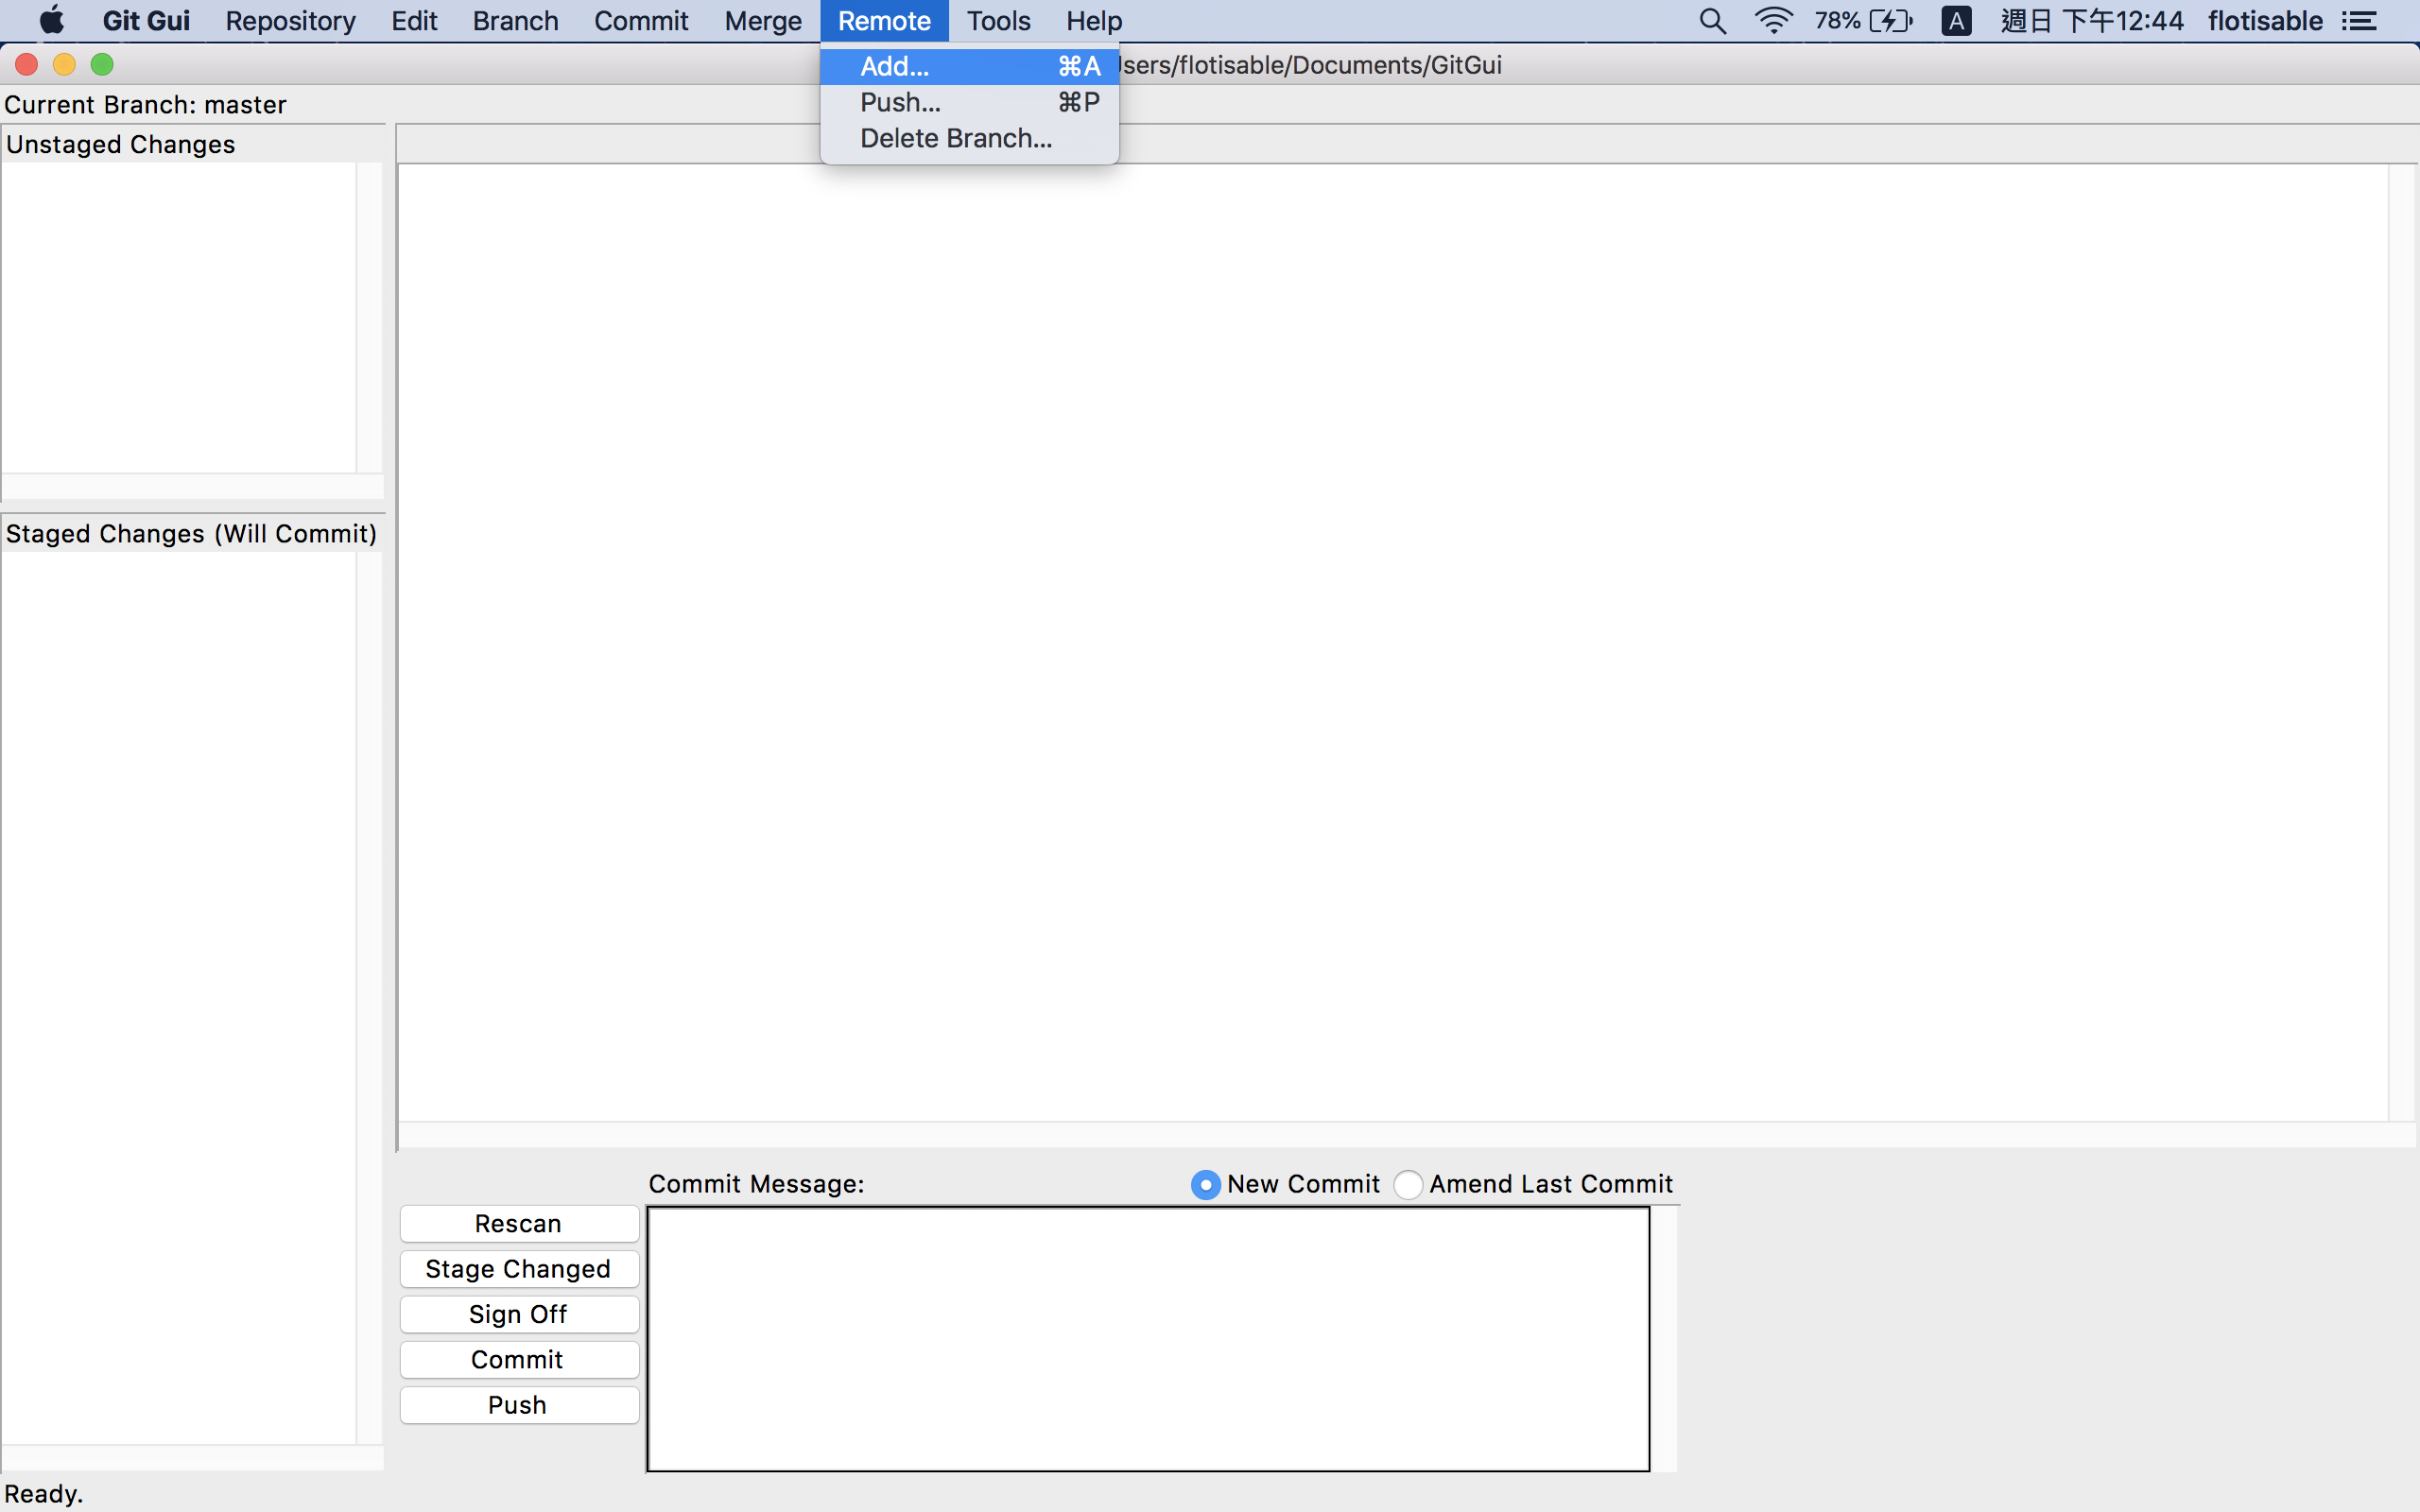 Git Gui Repository Edit Branch Commit Merge Remote Tools Help 78% A 週日 下午12:44 flotisable
Add... ⌘A
sers/flotisable/Documents/GitGui
Push... ⌘P
Delete Branch...
Current Branch: master
Unstaged Changes
Staged Changes (Will Commit)
Commit Message: New Commit Amend Last Commit
Rescan
Stage Changed
Sign Off
Commit
Push
Ready.